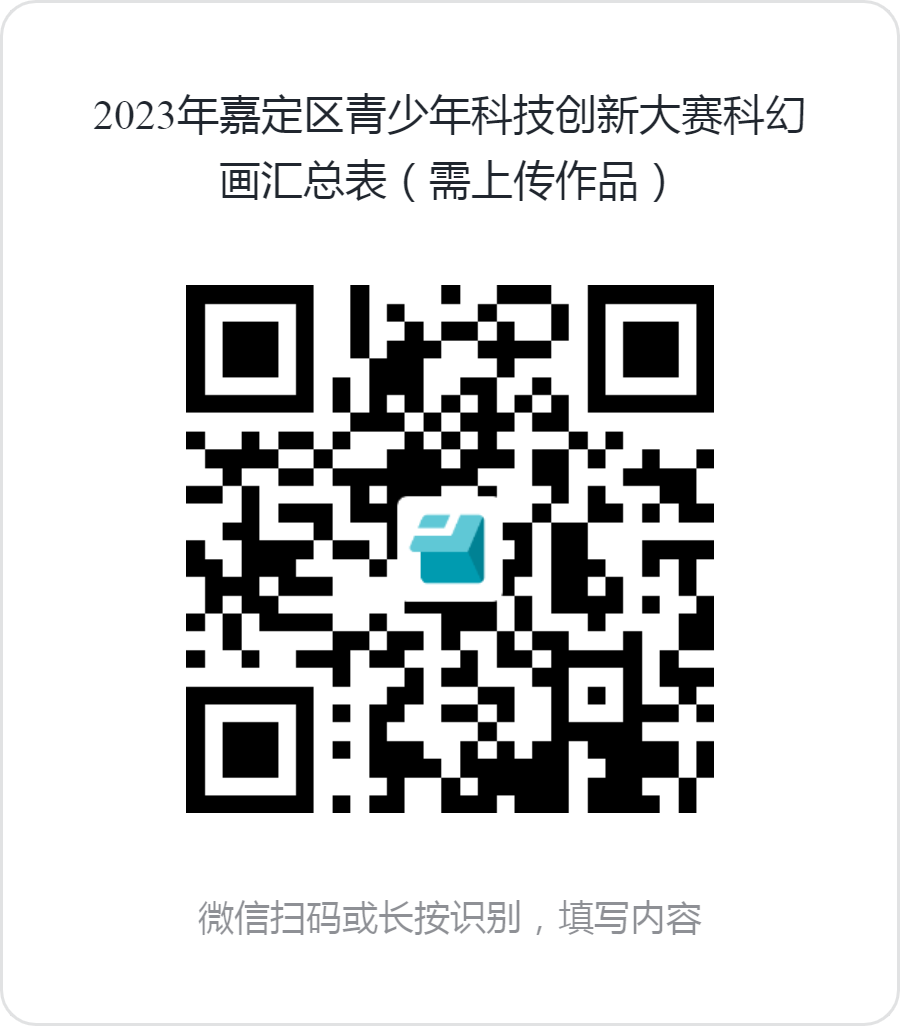 2023年嘉定区青少年科技创新大赛科幻
画汇总表（需上传作品）
微信扫码或长按识别，填写内容